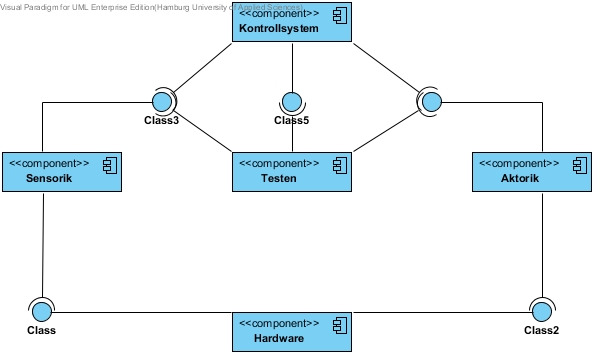 Visual Paradigm for UML Enterprise Edition(Hamburg University of Applied Sciences)
<<component>>
Kontrollsystem
Class3
Class5
<<component>>
Sensorik
<<component>>
Testen
<<component>>
Aktorik
Class
Class2
<<component>>
Hardware